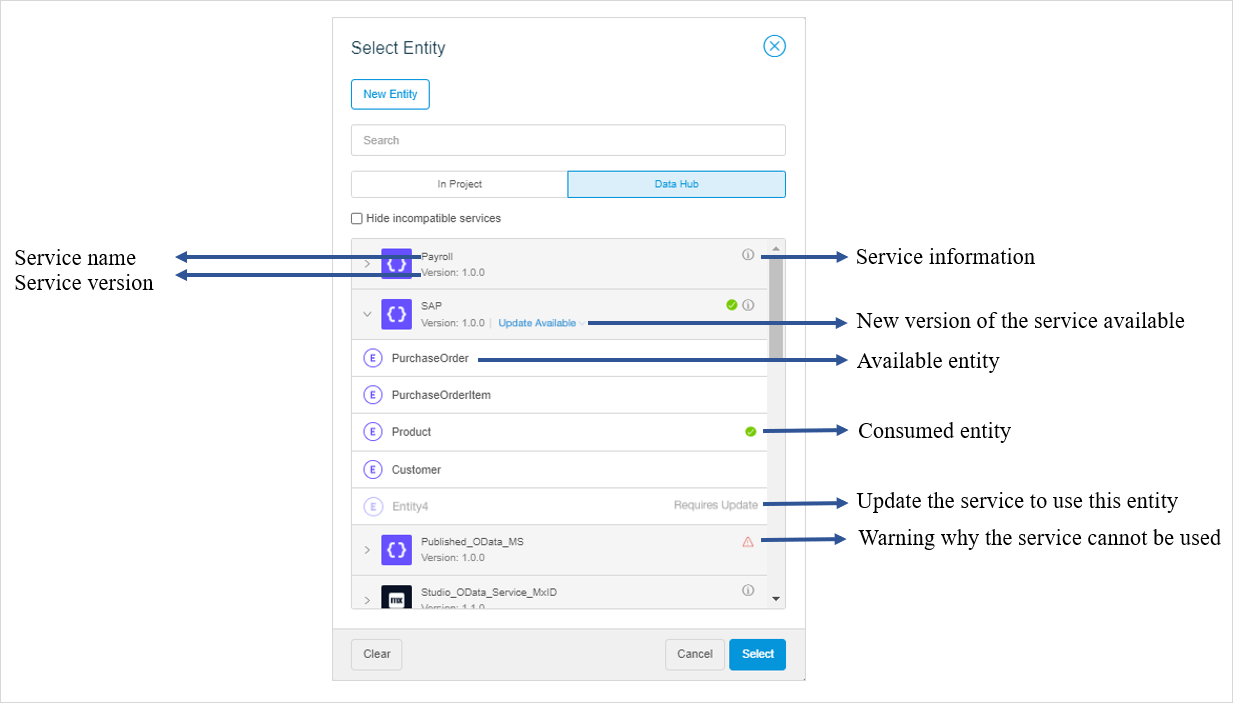 Select Entity
New Entity
Search
In Project
Data Hub
Hide incompatible services
Service name
Service version
Payroll
Version: 1.0.0
Service information
SAP
Version: 1.0.0 | Update Available
New version of the service available
E PurchaseOrder
Available entity
E PurchaseOrderItem
E Product
Consumed entity
E Customer
E Entity4
Requires Update
Update the service to use this entity
Published_OData_MS
Version: 1.0.0
Warning why the service cannot be used
mx
Studio_OData_Service_MxID
Version: 1.1.0
Clear
Cancel
Select